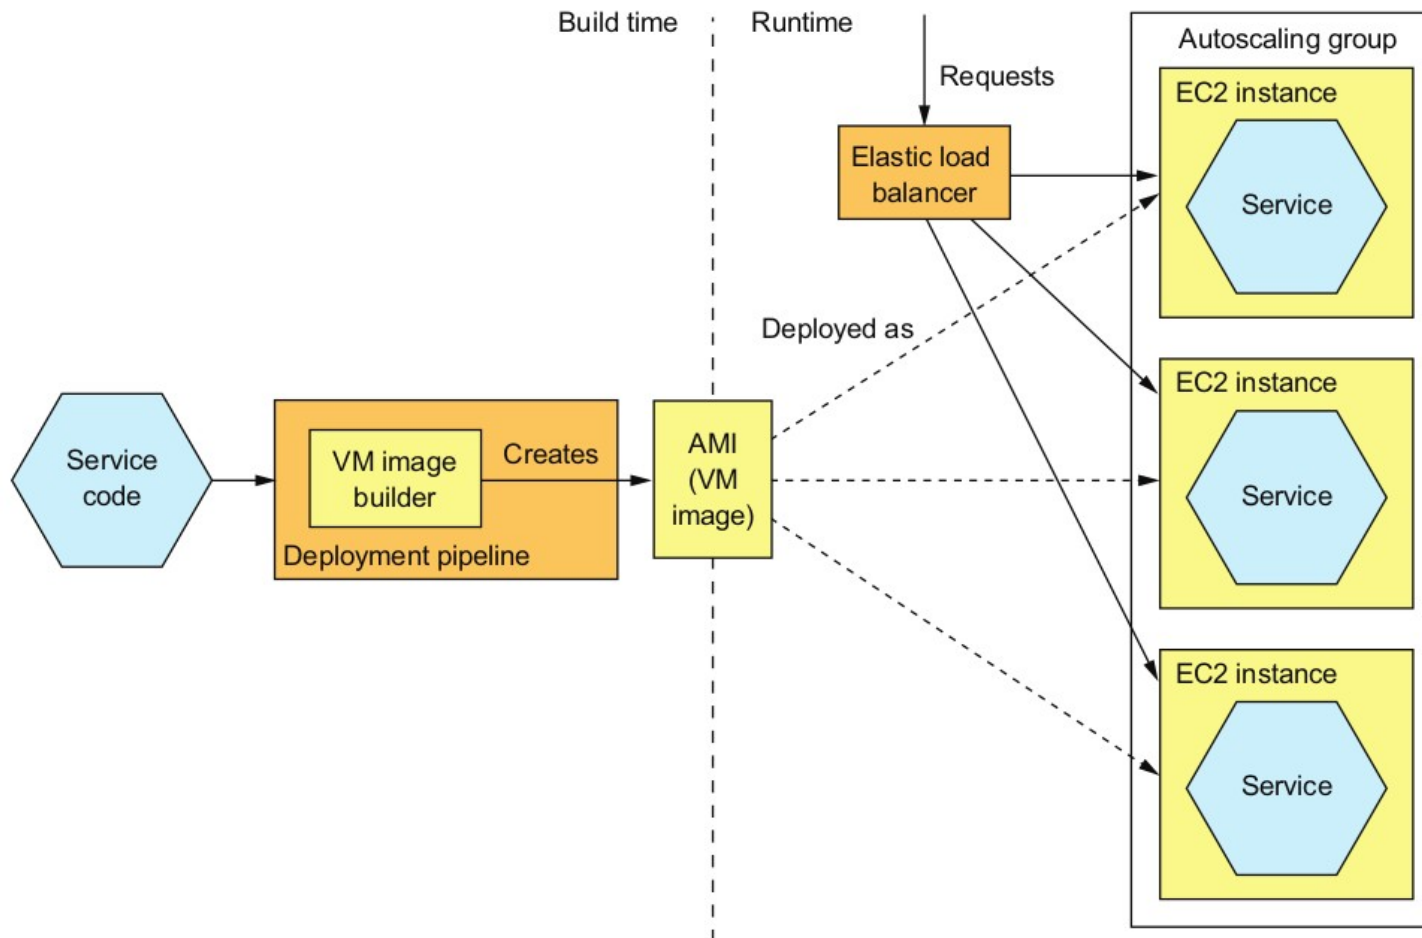 Build time
Runtime
Autoscaling group
Requests
EC2 instance
Elastic load
balancer
Service
Deployed as
EC2 instance
Service
code
VM image
builder
Creates
Deployment pipeline
AMI
(VM
image)
Service
EC2 instance
Service